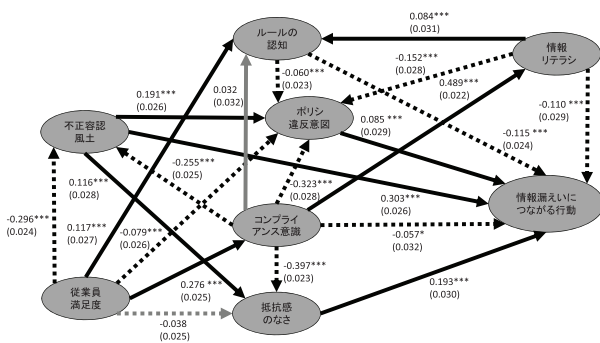 0.084***
(0.031)
ルールの
認知
情報
リテラシ
-0.152***
(0.028)
-0.060***
(0.023)
0.032
(0.032)
0.489***
(0.022)
0.191***
(0.026)
-0.110 ***
(0.029)
ポリシ
違反意図
0.085 ***
(0.029)
不正容認
風土
-0.115 ***
(0.024)
-0.255***
(0.025)
0.116***
(0.028)
-0.323***
(0.028)
0.303***
(0.026)
情報漏えいに
つながる行動
-0.296***
(0.024)
0.117***
(0.027)
-0.079***
(0.026)
コンプライ
アンス意識
-0.057*
(0.032)
-0.397***
(0.023)
0.276 ***
(0.025)
0.193***
(0.030)
従業員
満足度
抵抗感
のなさ
-0.038
(0.025)